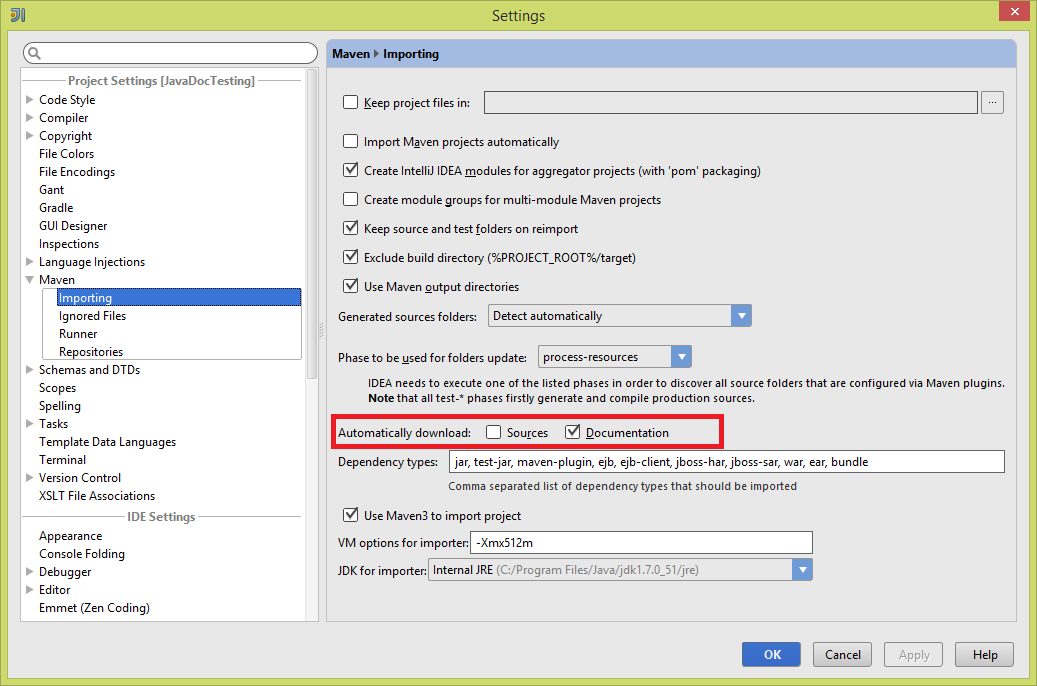 Settings
Project Settings [JavaDocTesting]
Code Style
Compiler
Copyright
File Colors
File Encodings
Gant
Gradle
GUI Designer
Inspections
Language Injections
Maven
Importing
Ignored Files
Runner
Repositories
Schemas and DTDs
Scopes
Spelling
Tasks
Template Data Languages
Terminal
Version Control
XSLT File Associations
IDE Settings
Appearance
Console Folding
Debugger
Editor
Emmet (Zen Coding)
Maven Importing
Keep project files in: ...
Import Maven projects automatically
Create IntelliJ IDEA modules for aggregator projects (with 'pom' packaging)
Create module groups for multi-module Maven projects
Keep source and test folders on reimport
Exclude build directory (%PROJECT_ROOT%/target)
Use Maven output directories
Generated sources folders: Detect automatically
Phase to be used for folders update: process-resources
IDEA needs to execute one of the listed phases in order to discover all source folders that are configured via Maven plugins.
Note that all test-* phases firstly generate and compile production sources.
Automatically download: Sources Documentation
Dependency types: jar, test-jar, maven-plugin, ejb, ejb-client, jboss-har, jboss-sar, war, ear, bundle
Comma separated list of dependency types that should be imported
Use Maven3 to import project
VM options for importer: -Xmx512m
JDK for importer: Internal JRE (C:/Program Files/Java/jdk1.7.0_51/jre)
OK Cancel Apply Help